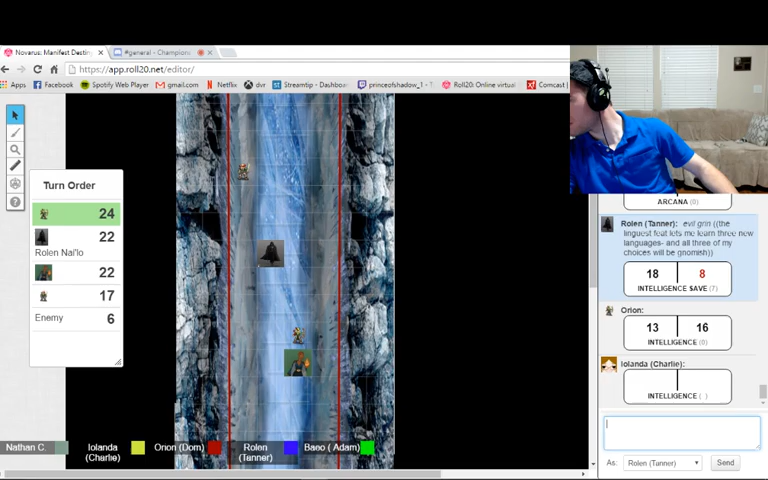 Novarus: Manifest Destin
#general - Champion
https://app.roll20.net/editor/
Apps
Facebook
Spotify Web Player
gmail.com
Netflix
dvr
Streamtip - Dashboa
princeofshadow_1 - T
Roll20: Online virtual
Comcast
Turn Order
24
22
Rolen Nai'lo
22
17
Enemy 6
Nathan C.
Iolanda
(Charlie)
Orion (Dom)
Rolen
(Tanner)
Baeo ( Adam)
ARCANA (0)
Rolen (Tanner): evil grin ((the
linguest feat lets me learn three new
languages- and all three of my
choices will be gnomish))
18 8
INTELLIGENCE SAVE (7)
Orion:
13 16
INTELLIGENCE (0)
Iolanda (Charlie):
INTELLIGENCE ( )
As: Rolen (Tanner) Send